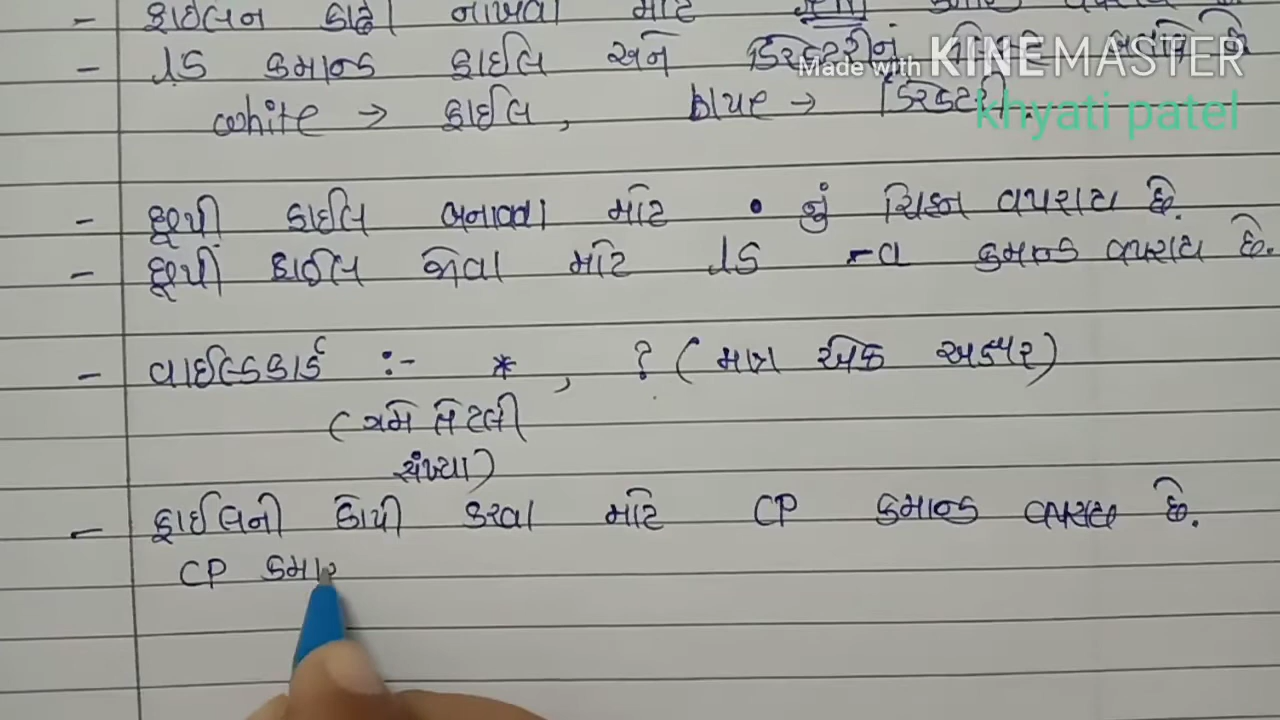 ફાઈલને કાઢી નાખવા માટે
- ls કમાન્ડ ફાઈલ અને ડિરેક્ટરીનું છે
Made with KINEMASTER
white → ફાઈલ, blue → ડિરેક્ટરી.
khyati patel
- છૂપી ફાઈલ બનાવવા માટે • નું ચિહ્ન વપરાય છે.
- છૂપી ફાઈલ જોવા માટે ls -a કમાન્ડ વપરાય છે.
- વાઈલ્ડકાર્ડ :- * , ? (માત્ર એક અક્ષર)
(ગમે તેટલી
સંખ્યા)
- ફાઈલની કોપી કરવા માટે CP કમાન્ડ વપરાય છે.
CP કમાન